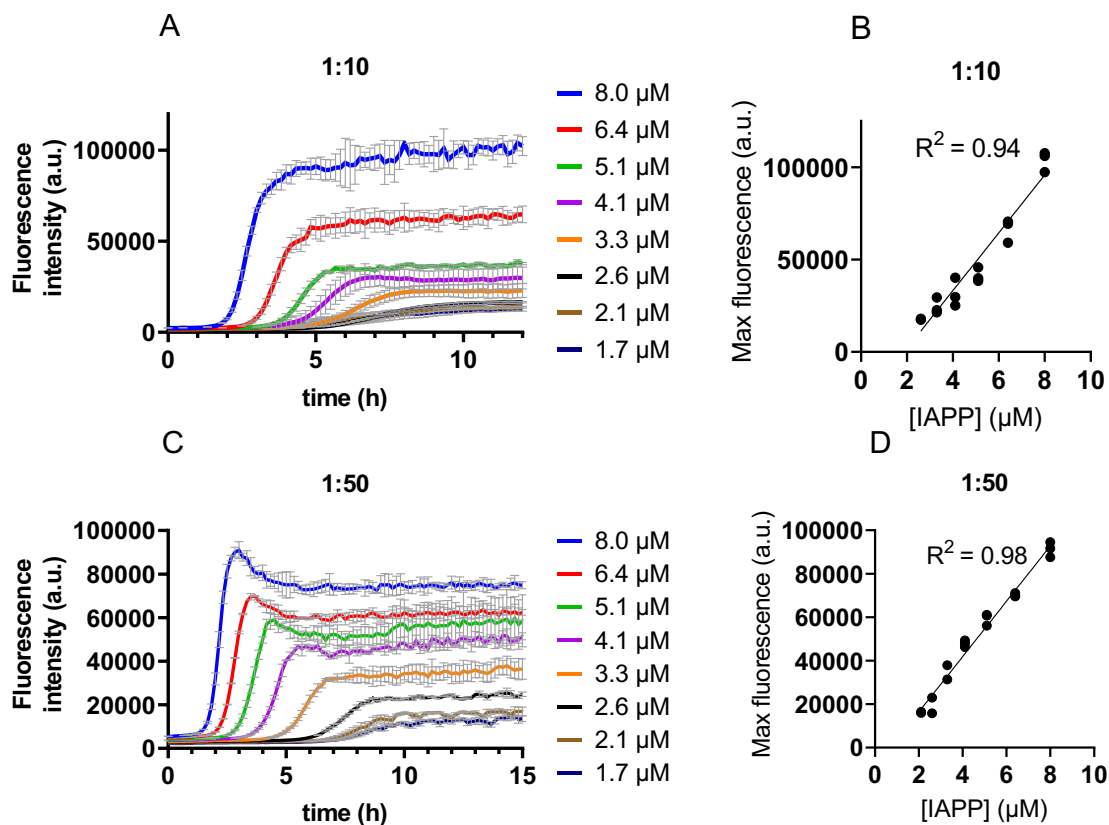 A
1:10
Fluorescence
intensity (a.u.)
100000
50000
0
0 5 10
time (h)
8.0 µM
6.4 µM
5.1 µM
4.1 µM
3.3 µM
2.6 µM
2.1 µM
1.7 µM
B
1:10
Max fluorescence (a.u.)
100000
50000
0
R² = 0.94
0 2 4 6 8 10
[IAPP] (µM)
C
1:50
Fluorescence
intensity (a.u.)
100000
80000
60000
40000
20000
0
0 5 10 15
time (h)
8.0 µM
6.4 µM
5.1 µM
4.1 µM
3.3 µM
2.6 µM
2.1 µM
1.7 µM
D
1:50
Max fluorescence (a.u.)
100000
80000
60000
40000
20000
0
R² = 0.98
0 2 4 6 8 10
[IAPP] (µM)